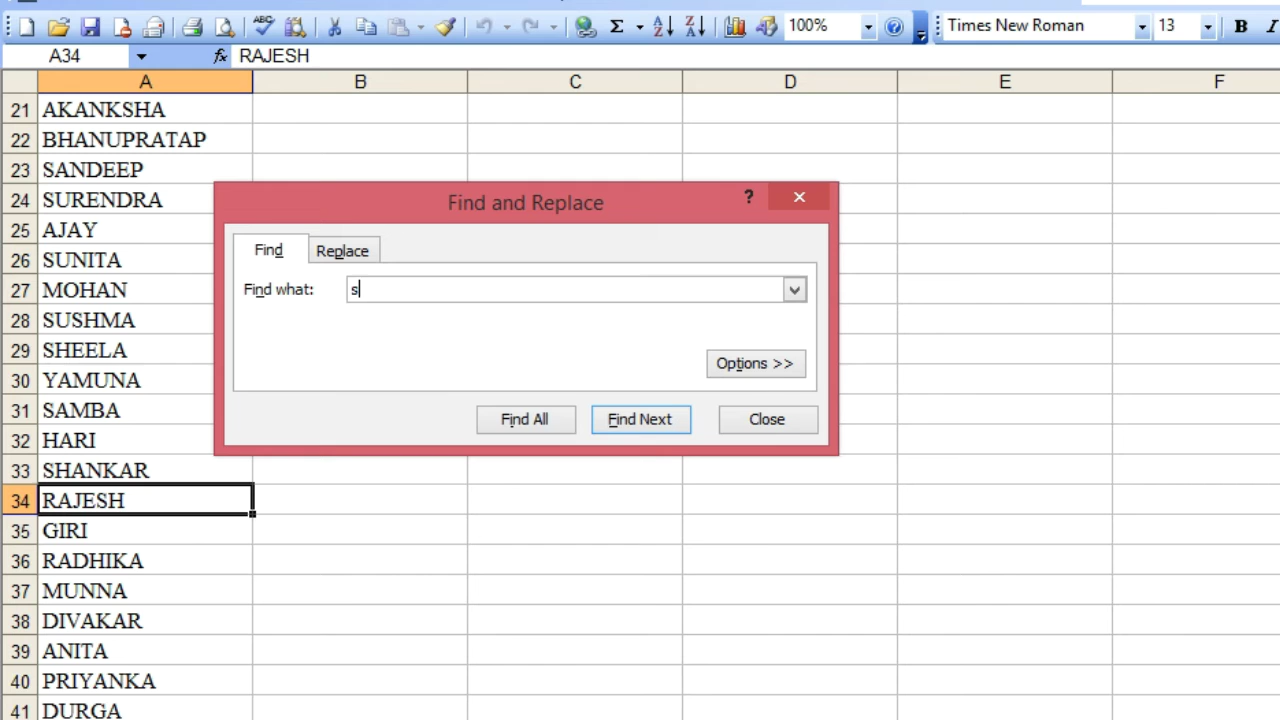 100% Times New Roman 13 B I
A34 fx RAJESH
A B C D E F
21 AKANKSHA
22 BHANUPRATAP
23 SANDEEP
24 SURENDRA
25 AJAY
26 SUNITA
27 MOHAN
28 SUSHMA
29 SHEELA
30 YAMUNA
31 SAMBA
32 HARI
33 SHANKAR
34 RAJESH
35 GIRI
36 RADHIKA
37 MUNNA
38 DIVAKAR
39 ANITA
40 PRIYANKA
41 DURGA
Find and Replace ?
Find Replace
Find what: s
Options >>
Find All Find Next Close